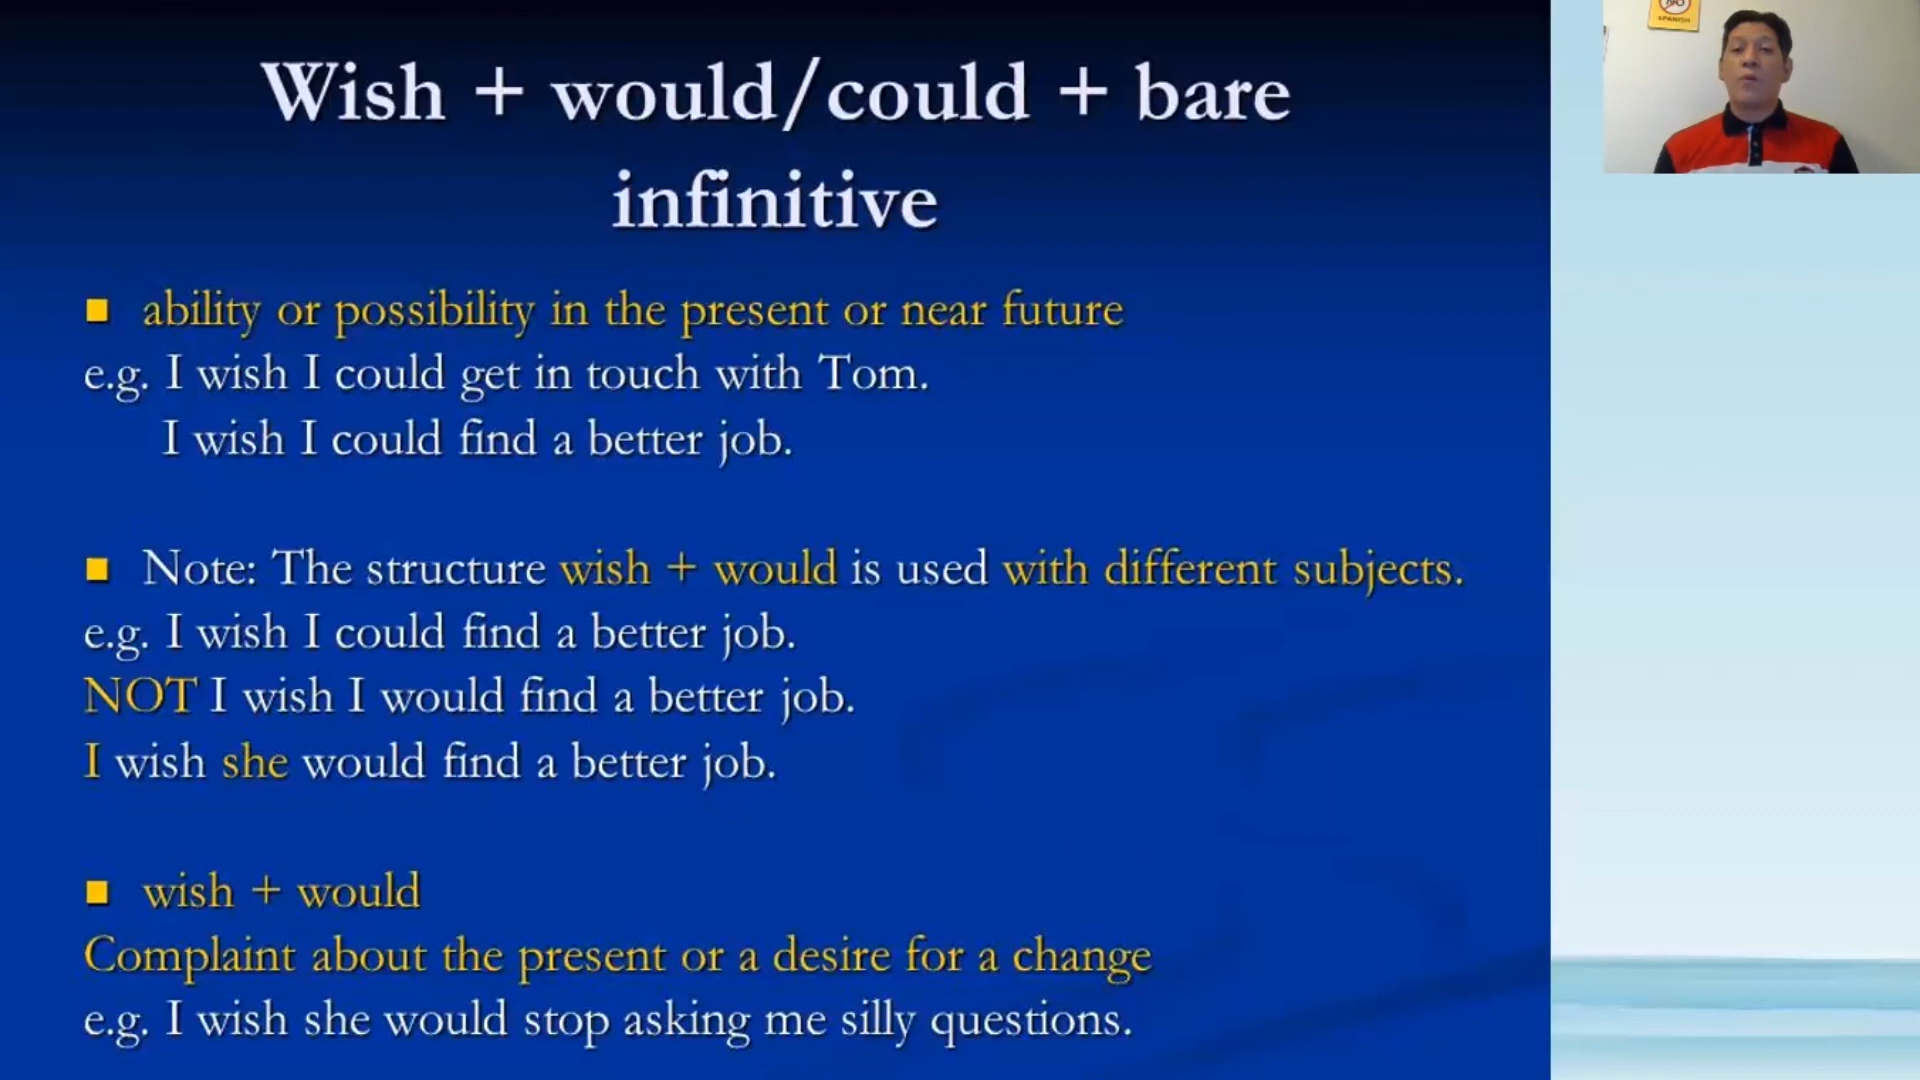 Wish + would/could + bare
infinitive
ability or possibility in the present or near future
e.g. I wish I could get in touch with Tom.
I wish I could find a better job.
Note: The structure wish + would is used with different subjects.
e.g. I wish I could find a better job.
NOT I wish I would find a better job.
I wish she would find a better job.
wish + would
Complaint about the present or a desire for a change
e.g. I wish she would stop asking me silly questions.
NO
SPANISH